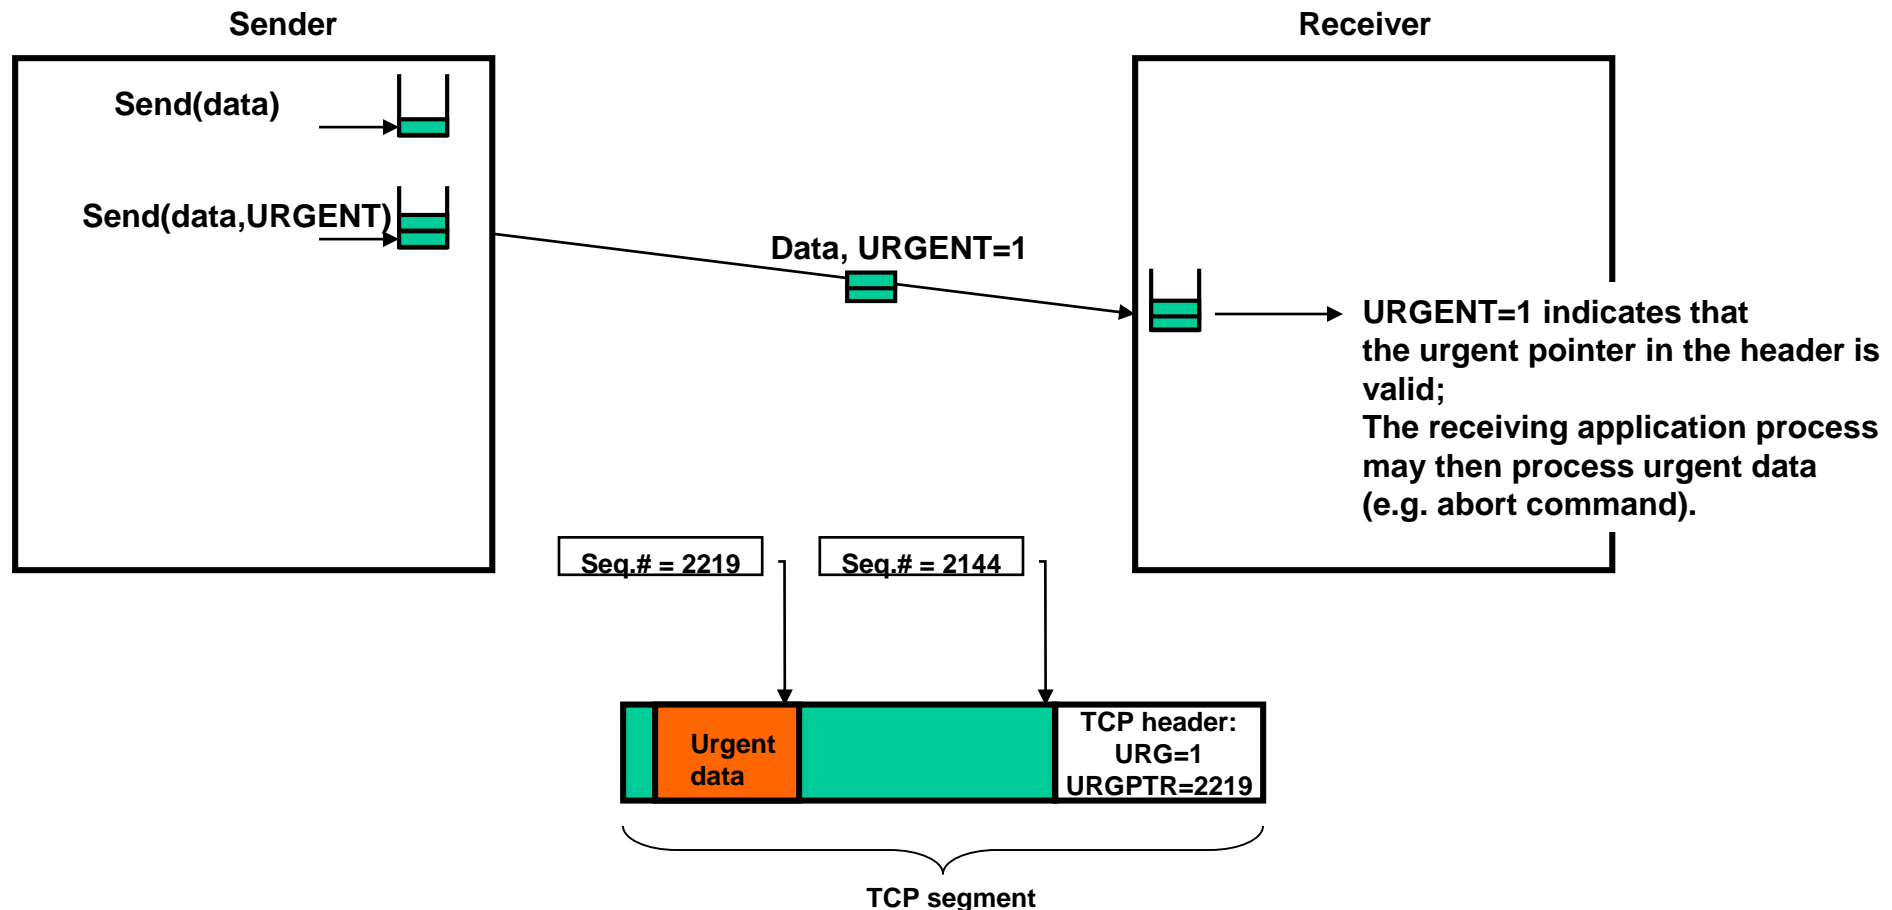 Sender
Receiver
Send(data)
Send(data,URGENT)
Data, URGENT=1
URGENT=1 indicates that
the urgent pointer in the header is
valid;
The receiving application process
may then process urgent data
(e.g. abort command).
Seq.# = 2219
Seq.# = 2144
Urgent
data
TCP header:
URG=1
URGPTR=2219
TCP segment